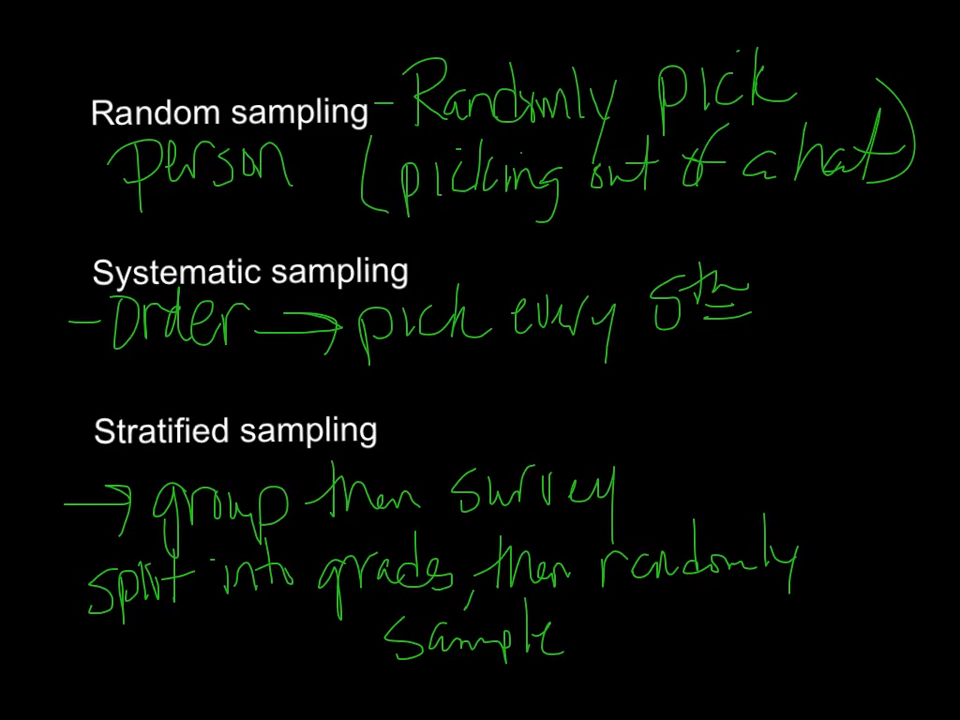 Random sampling - Randomly pick
person (picking out of a hat)
Systematic sampling
- Order → pick every 5th
Stratified sampling
→ group then survey
split into grades, then randomly
sample